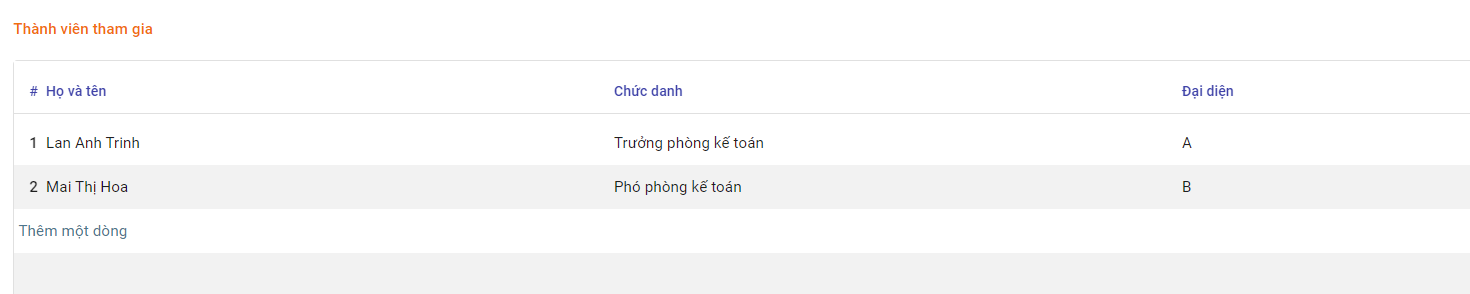 Thành viên tham gia
# Họ và tên Chức danh Đại diện
1 Lan Anh Trinh Trưởng phòng kế toán A
2 Mai Thị Hoa Phó phòng kế toán B
Thêm một dòng